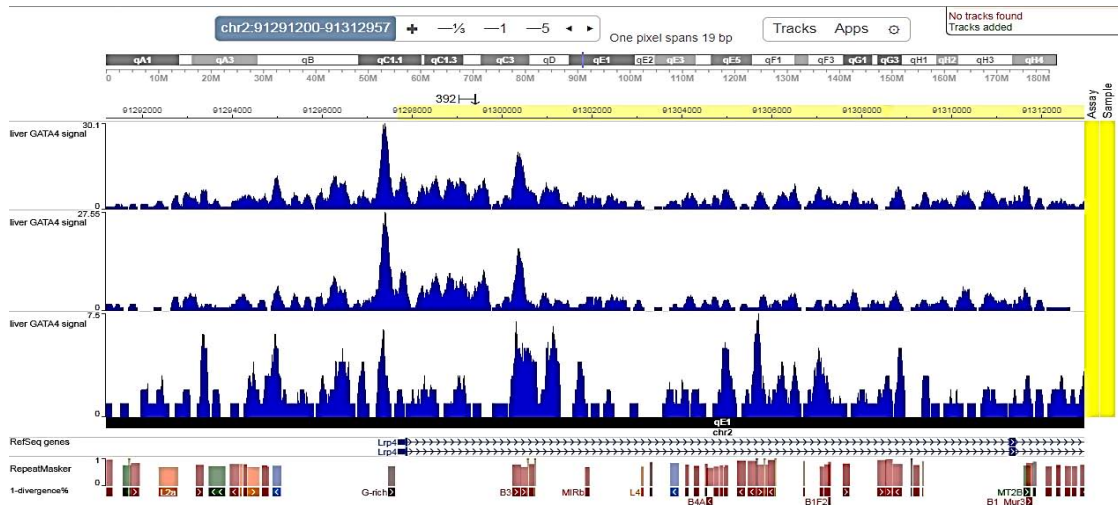 chr2:91291200-91312957 + —⅓ —1 —5 ◂ ▸ One pixel spans 19 bp Tracks Apps
No tracks found
Tracks added
qA1 qA3 qB qC1.1 qC1.3 qC3 qD qE1 qE2 qE3 qE5 qF1 qF3 qG1 qG3 qH1 qH2 qH3 qH4
0 10M 20M 30M 40M 50M 60M 70M 80M 90M 100M 110M 120M 130M 140M 150M 160M 170M 180M
392
91292000 91294000 91296000 91298000 91300000 91302000 91304000 91306000 91308000 91310000 91312000
Assay
Sample
liver GATA4 signal 30.1
0
liver GATA4 signal 27.55
0
liver GATA4 signal 7.5
0
qE1
chr2
RefSeq genes
Lrp4
Lrp4
RepeatMasker 1
0
1-divergence% L2a G-rich B3 MIRb L4 MT2B
B4A B1F2 B1_Mur3